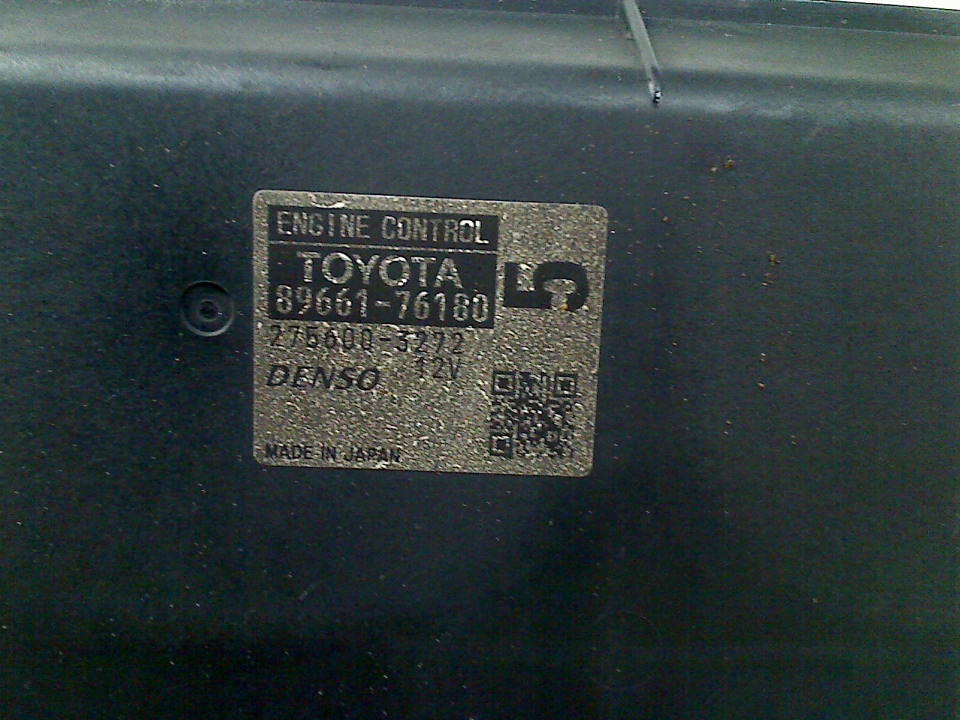 ENGINE CONTROL
TOYOTA
89661-76180
5
275600-3272
12V
DENSO
MADE IN JAPAN